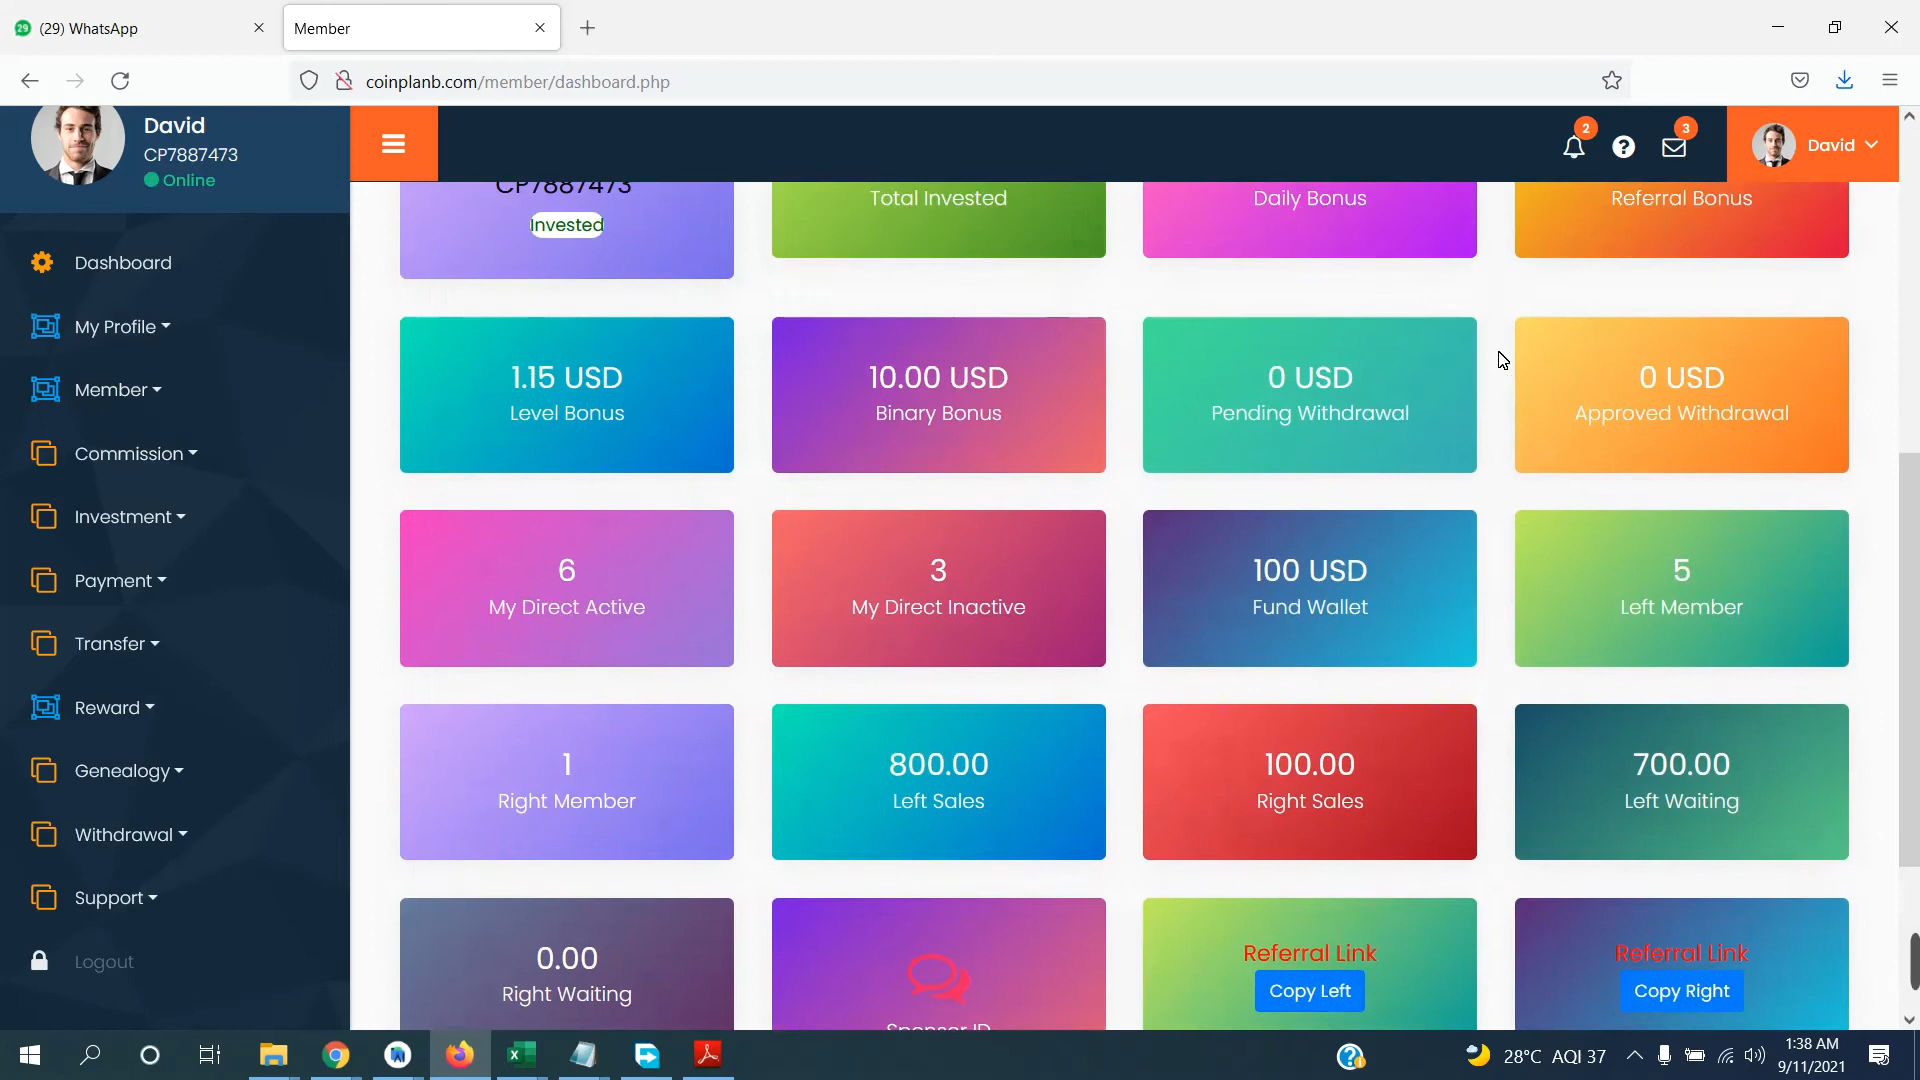 29
(29) WhatsApp
Member
coinplanb.com/member/dashboard.php
David
CP7887473
Online
2
3
David
Dashboard
My Profile
Member
Commission
Investment
Payment
Transfer
Reward
Genealogy
Withdrawal
Support
Logout
CP7887473
Invested
Total Invested
Daily Bonus
Referral Bonus
1.15 USD
Level Bonus
10.00 USD
Binary Bonus
0 USD
Pending Withdrawal
0 USD
Approved Withdrawal
6
My Direct Active
3
My Direct Inactive
100 USD
Fund Wallet
5
Left Member
1
Right Member
800.00
Left Sales
100.00
Right Sales
700.00
Left Waiting
0.00
Right Waiting
Sponsor ID
Referral Link
Copy Left
Referral Link
Copy Right
28°C AQI 37
1:38 AM
9/11/2021